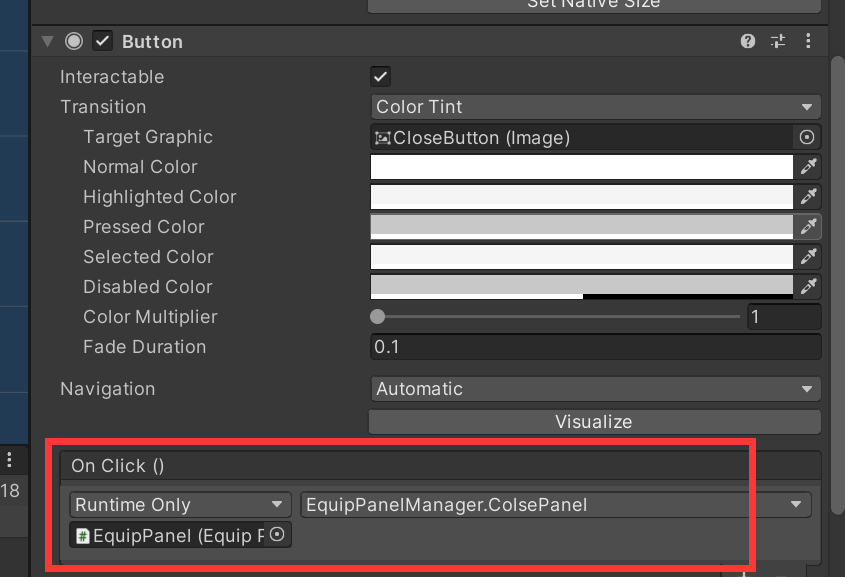 Set Native Size
Button
Interactable
Transition Color Tint
Target Graphic CloseButton (Image)
Normal Color
Highlighted Color
Pressed Color
Selected Color
Disabled Color
Color Multiplier 1
Fade Duration 0.1
Navigation Automatic
Visualize
On Click ()
18
Runtime Only EquipPanelManager.ColsePanel
EquipPanel (Equip P